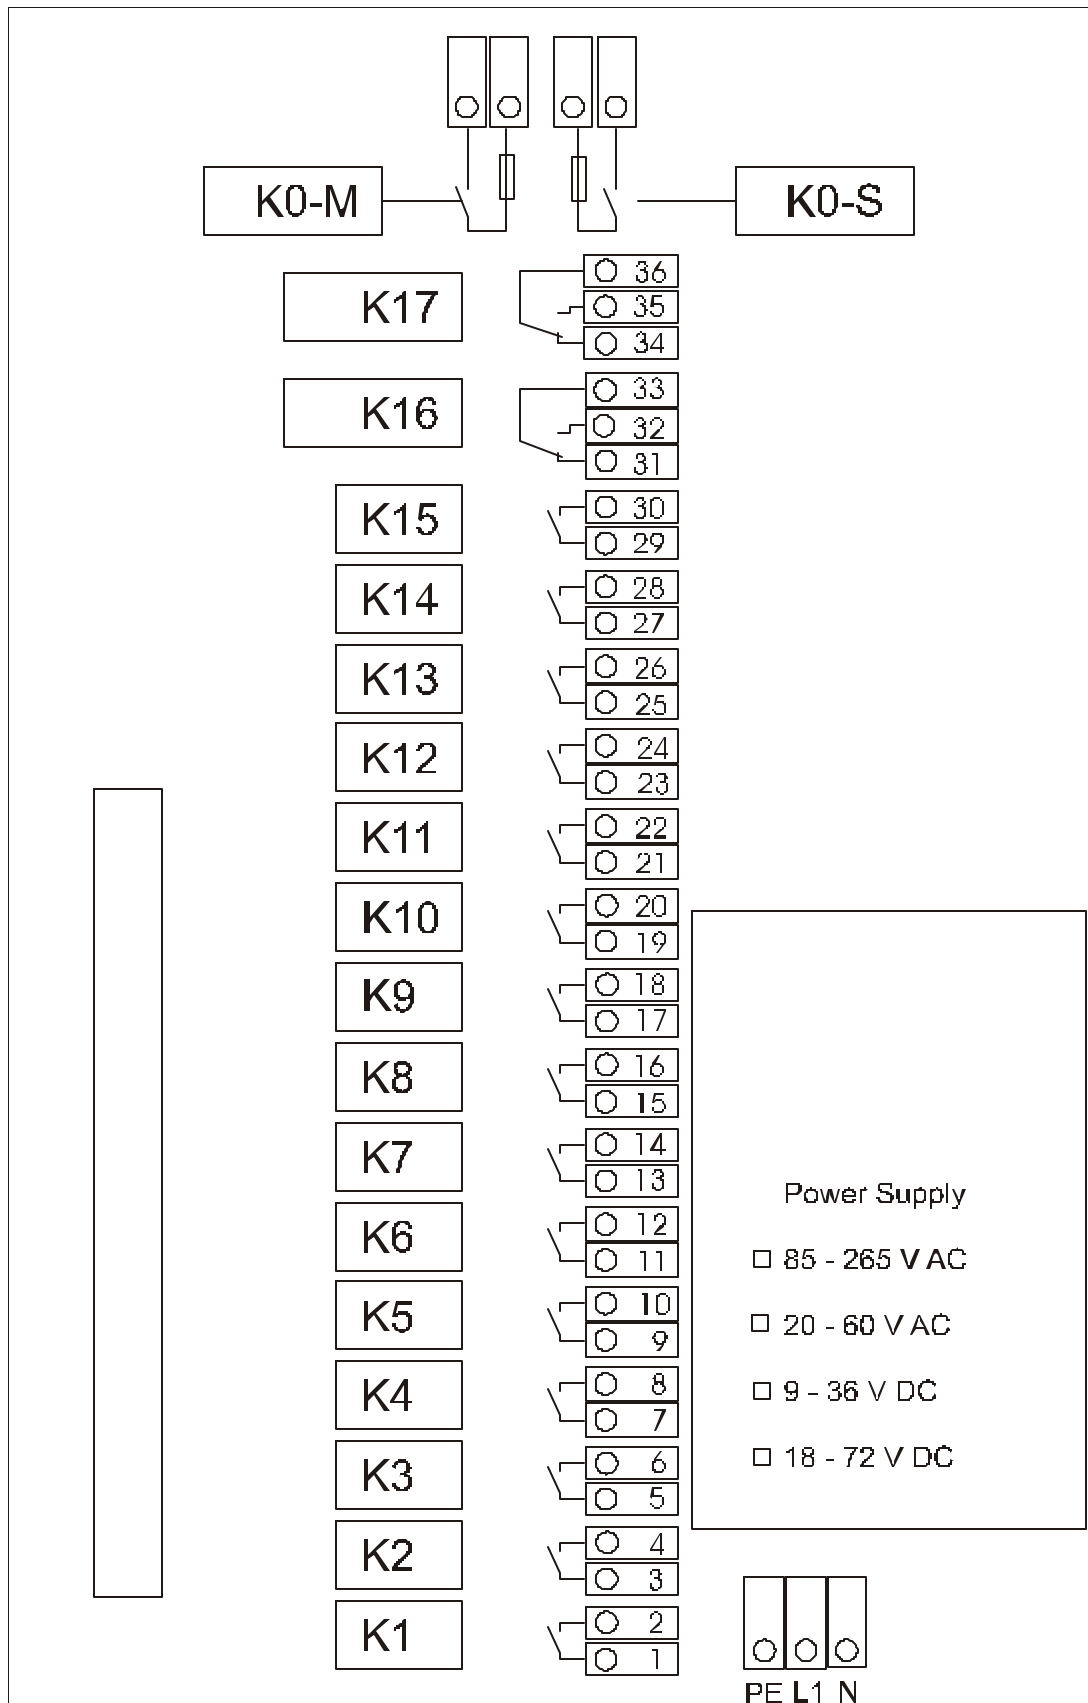 K0-M
K0-S
K17
36
35
34
K16
33
32
31
K15
30
29
K14
28
27
K13
26
25
K12
24
23
K11
22
21
K10
20
19
K9
18
17
K8
16
15
K7
14
13
K6
12
11
K5
10
9
K4
8
7
K3
6
5
K2
4
3
K1
2
1
Power Supply
85 - 265 V AC
20 - 60 V AC
9 - 36 V DC
18 - 72 V DC
PE L1 N